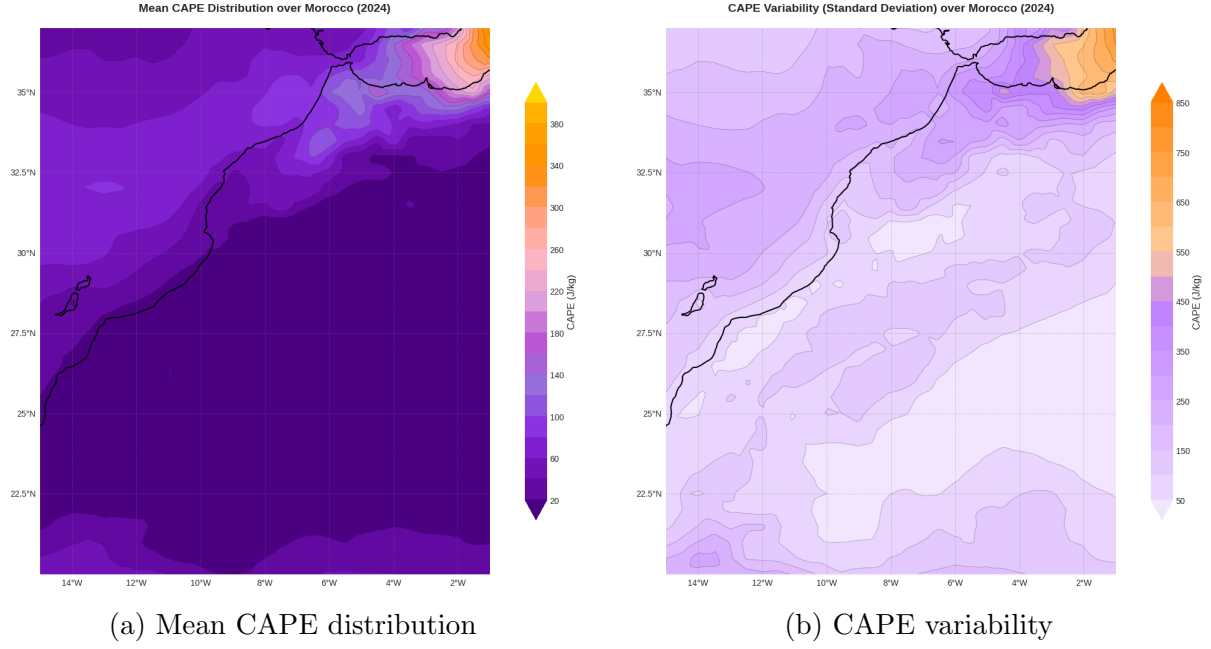 Mean CAPE Distribution over Morocco (2024)
35°N
32.5°N
30°N
27.5°N
25°N
22.5°N
14°W 12°W 10°W 8°W 6°W 4°W 2°W
380
340
300
260
220
180
140
100
60
20
CAPE (J/kg)
(a) Mean CAPE distribution
CAPE Variability (Standard Deviation) over Morocco (2024)
35°N
32.5°N
30°N
27.5°N
25°N
22.5°N
14°W 12°W 10°W 8°W 6°W 4°W 2°W
850
750
650
550
450
350
250
150
50
CAPE (J/kg)
(b) CAPE variability